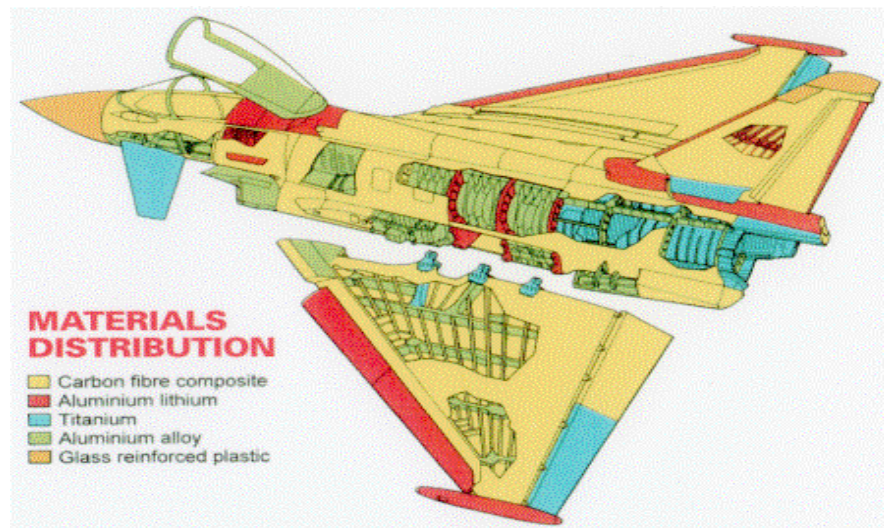 MATERIALS
DISTRIBUTION
Carbon fibre composite
Aluminium lithium
Titanium
Aluminium alloy
Glass reinforced plastic